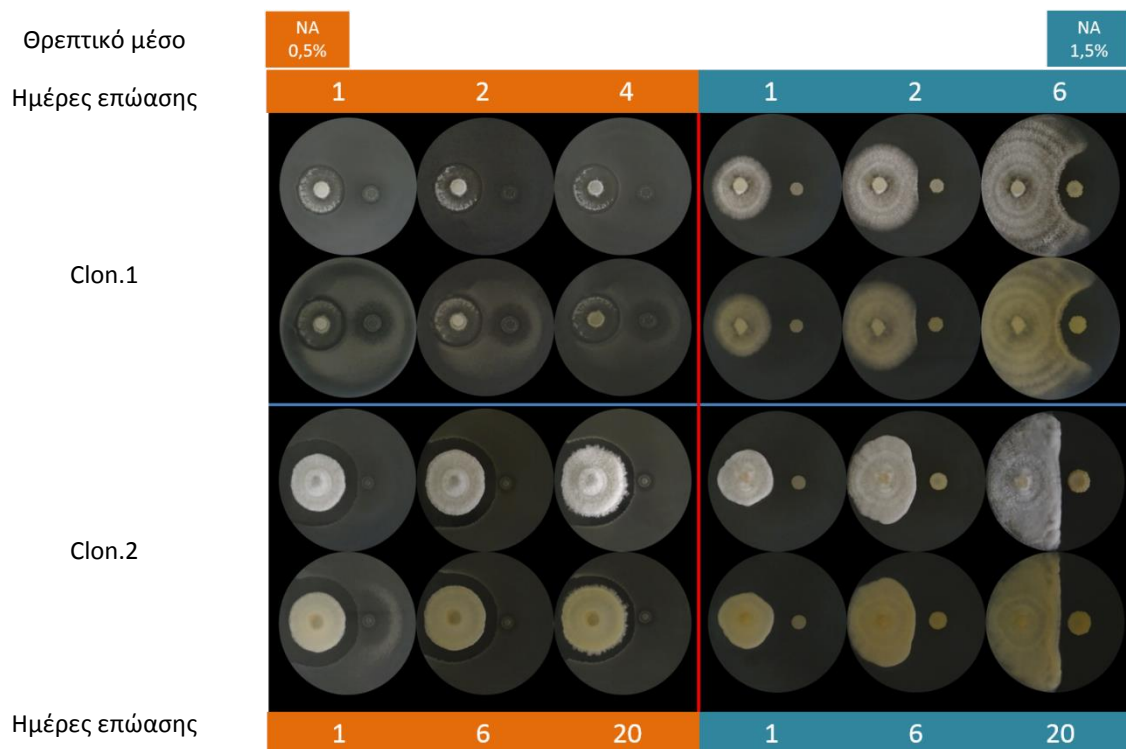 Θρεπτικό μέσο
NA
0,5%
NA
1,5%
Ημέρες επώασης
1 2 4 1 2 6
Clon.1
Clon.2
Ημέρες επώασης
1 6 20 1 6 20